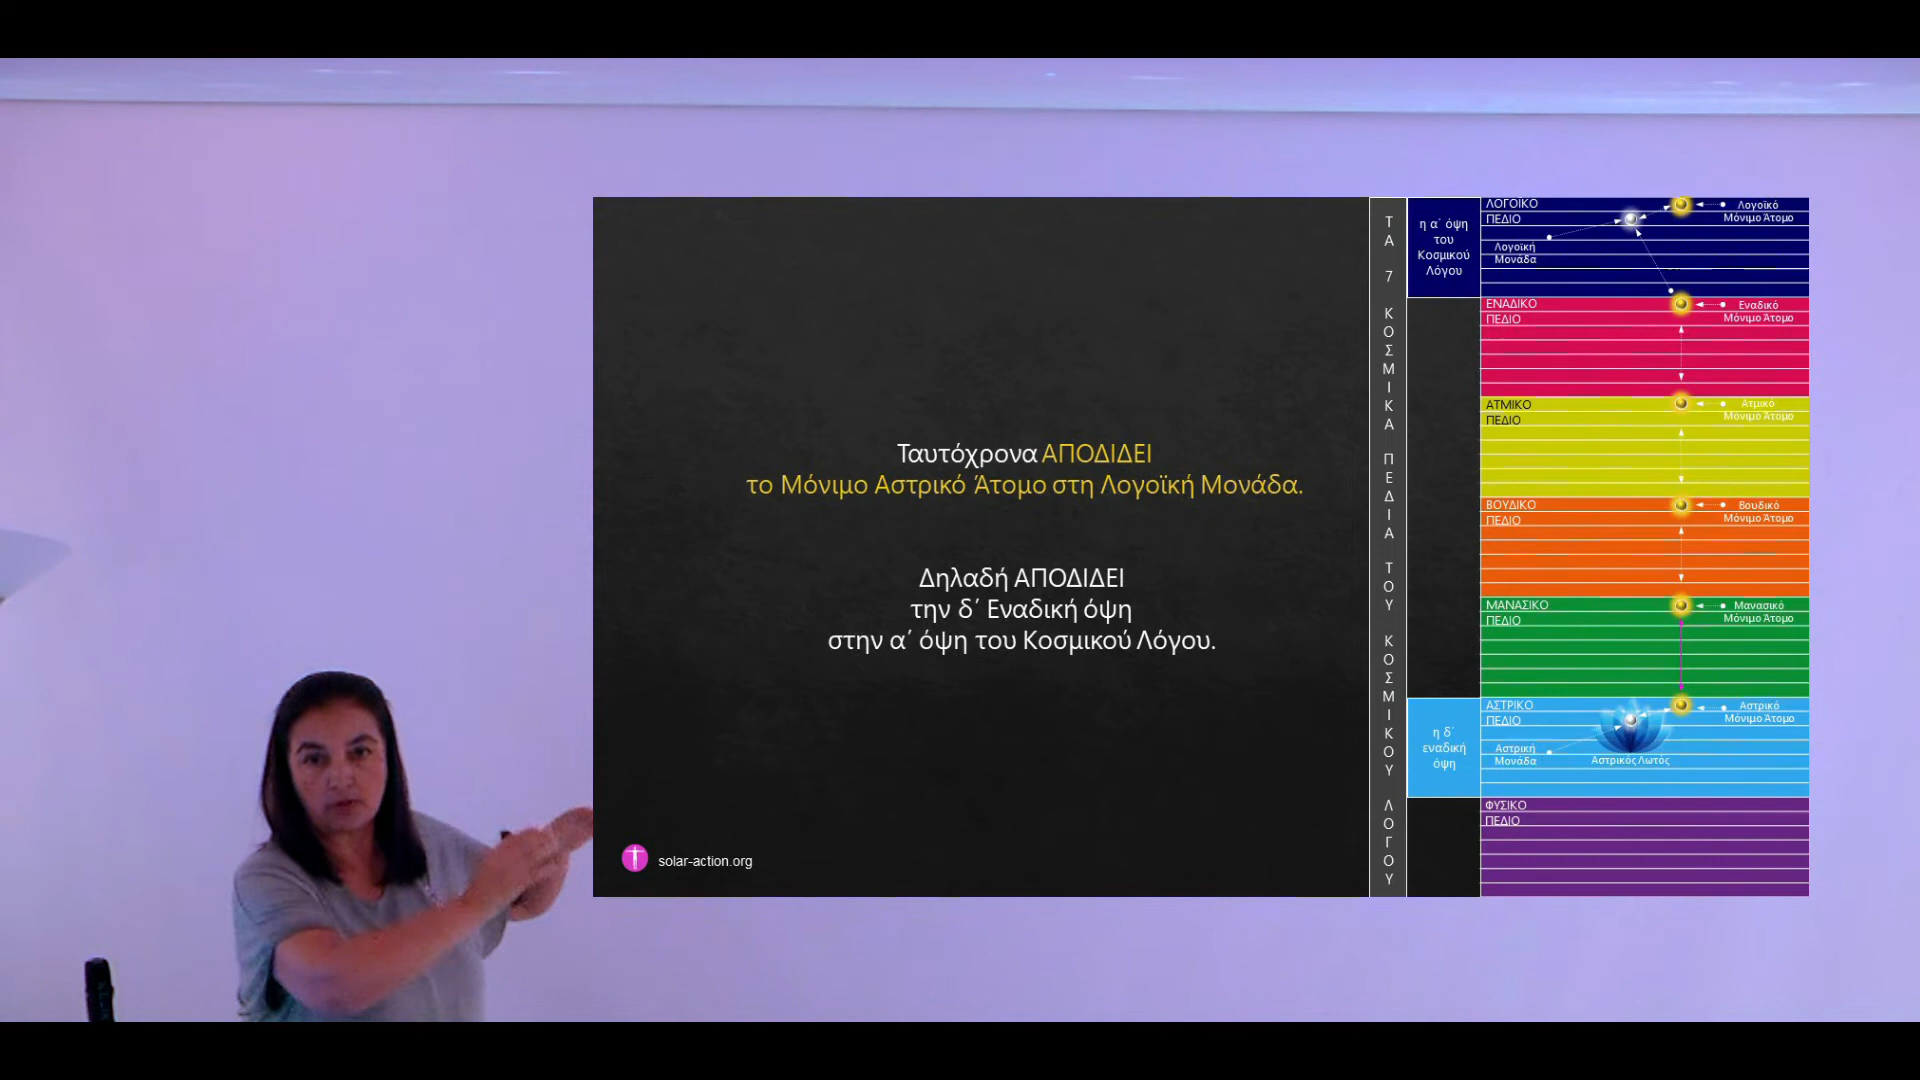 Ταυτόχρονα ΑΠΟΔΙΔΕΙ
το Μόνιμο Αστρικό Άτομο στη Λογοϊκή Μονάδα.
Δηλαδή ΑΠΟΔΙΔΕΙ
την δ΄ Εναδική όψη
στην α΄ όψη του Κοσμικού Λόγου.
solar-action.org
ΤΑ 7 ΚΟΣΜΙΚΑ ΠΕΔΙΑ ΤΟΥ ΚΟΣΜΙΚΟΥ ΛΟΓΟΥ
η α΄ όψη
του
Κοσμικού
Λόγου
ΛΟΓΟΪΚΟ
ΠΕΔΙΟ
Λογοϊκό
Μόνιμο Άτομο
Λογοϊκή
Μονάδα
ΕΝΑΔΙΚΟ
ΠΕΔΙΟ
Εναδικό
Μόνιμο Άτομο
ΑΤΜΙΚΟ
ΠΕΔΙΟ
Ατμικό
Μόνιμο Άτομο
ΒΟΥΔΙΚΟ
ΠΕΔΙΟ
Βουδικό
Μόνιμο Άτομο
ΜΑΝΑΣΙΚΟ
ΠΕΔΙΟ
Μανασικό
Μόνιμο Άτομο
η δ΄
εναδική
όψη
ΑΣΤΡΙΚΟ
ΠΕΔΙΟ
Αστρικό
Μόνιμο Άτομο
Αστρική
Μονάδα
Αστρικός Λωτός
ΦΥΣΙΚΟ
ΠΕΔΙΟ